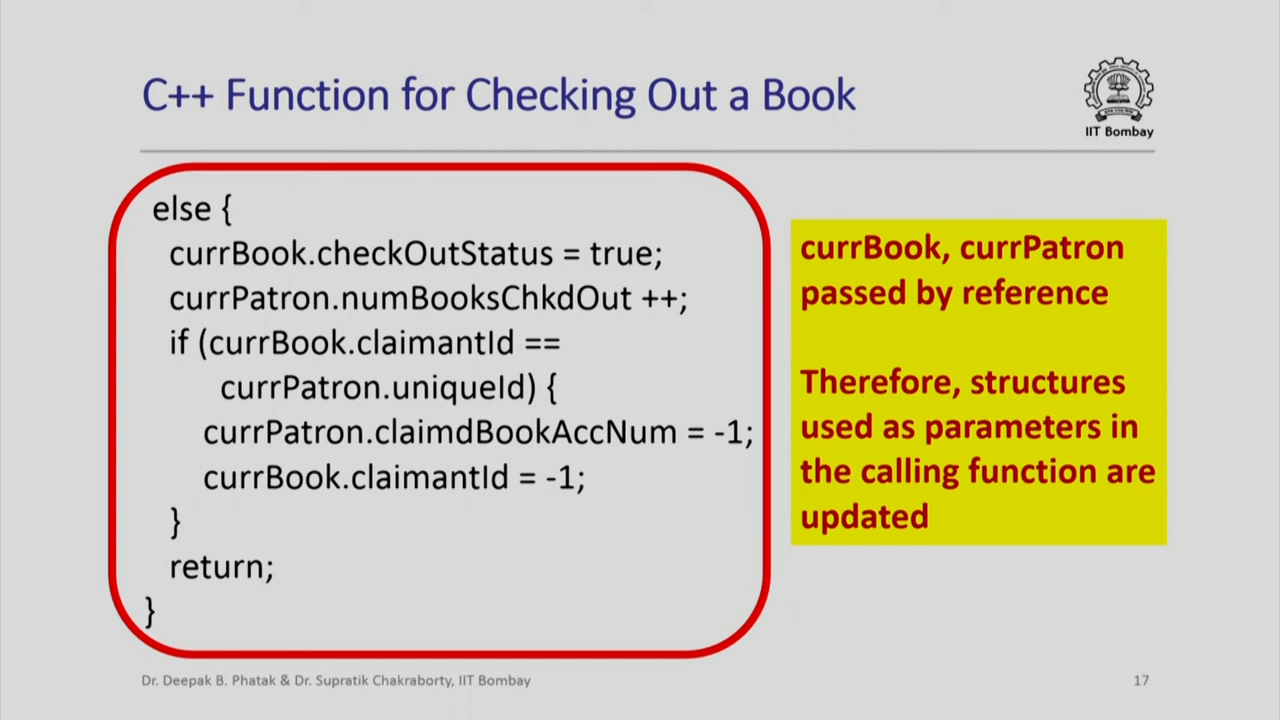 C++ Function for Checking Out a Book
IIT Bombay
else {
currBook.checkOutStatus = true;
currPatron.numBooksChkdOut ++;
if (currBook.claimantId ==
currPatron.uniqueId) {
currPatron.claimdBookAccNum = -1;
currBook.claimantId = -1;
}
return;
}
currBook, currPatron
passed by reference
Therefore, structures
used as parameters in
the calling function are
updated
Dr. Deepak B. Phatak & Dr. Supratik Chakraborty, IIT Bombay
17